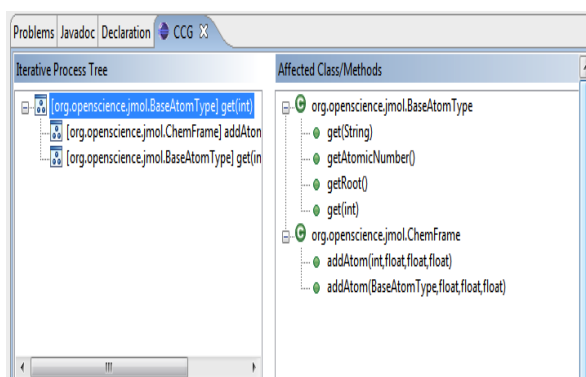 Problems Javadoc Declaration CCG
Iterative Process Tree
[org.openscience.jmol.BaseAtomType] get(int)
[org.openscience.jmol.ChemFrame] addAton
[org.openscience.jmol.BaseAtomType] get(in
Affected Class/Methods
org.openscience.jmol.BaseAtomType
get(String)
getAtomicNumber()
getRoot()
get(int)
org.openscience.jmol.ChemFrame
addAtom(int,float,float,float)
addAtom(BaseAtomType,float,float,float)